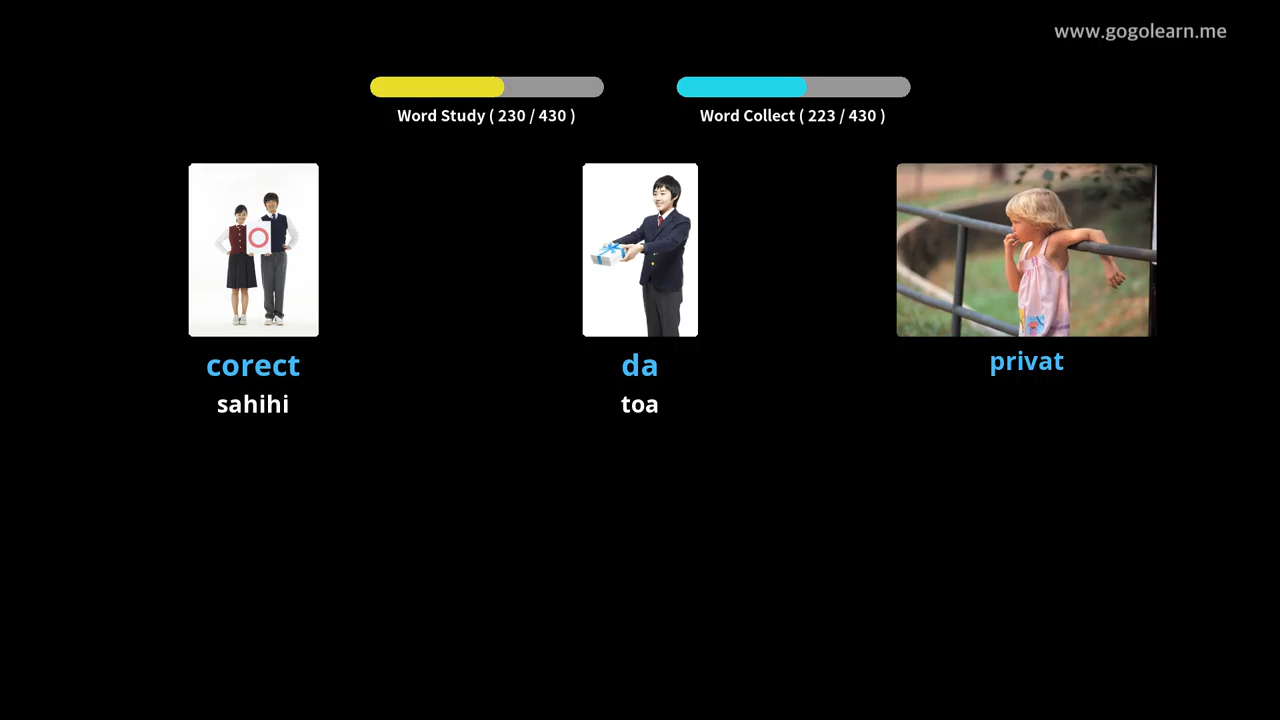 www.gogolearn.me
Word Study ( 230 / 430 )
Word Collect ( 223 / 430 )
corect
da
privat
sahihi
toa